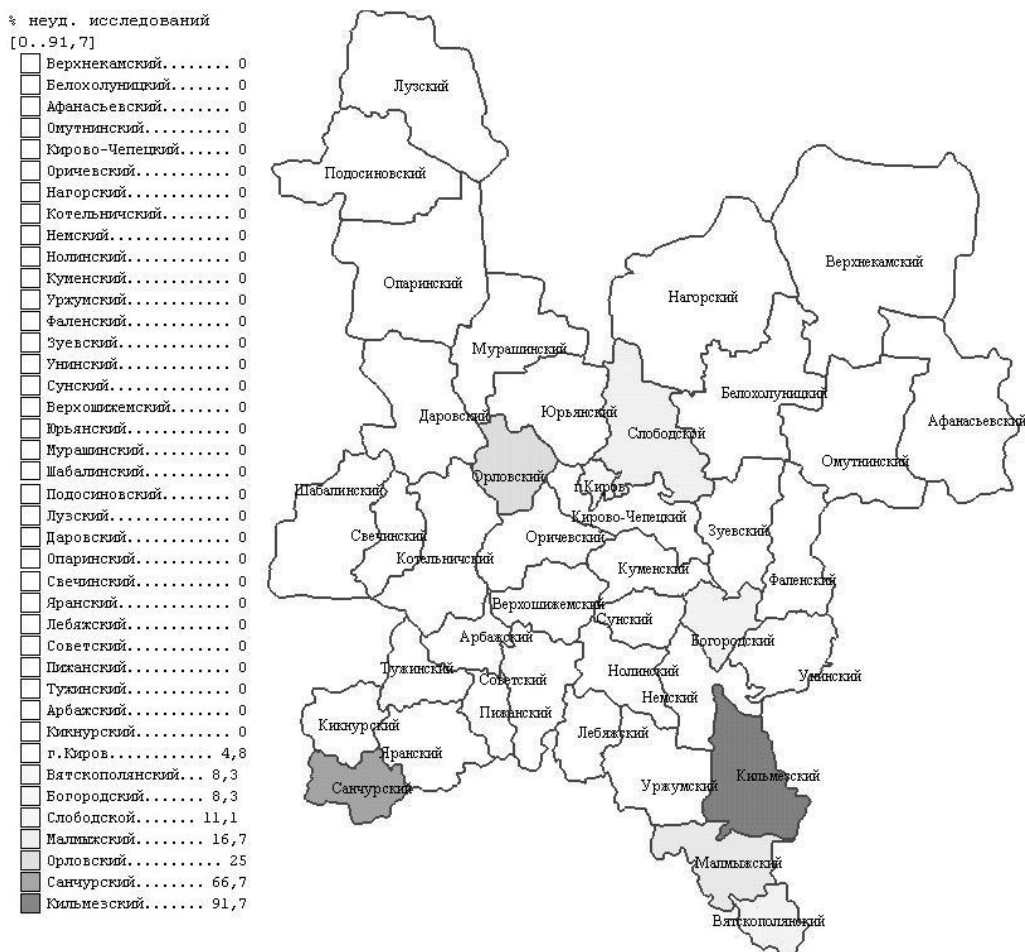 % неуд. исследований
[0..91,7]
Верхнекамский........ 0
Белохолуницкий....... 0
Афанасьевский........ 0
Омутнинский.......... 0
Кирово-Чепецкий...... 0
Оричевский........... 0
Нагорский............ 0
Котельничский........ 0
Немский.............. 0
Нолинский............ 0
Куменский............ 0
Уржумский............ 0
Фаленский............ 0
Зуевский............. 0
Унинский............. 0
Сунский.............. 0
Верхошижемский....... 0
Юрьянский............ 0
Мурашинский.......... 0
Шабалинский.......... 0
Подосиновский........ 0
Лузский.............. 0
Даровский............ 0
Опаринский........... 0
Свечинский........... 0
Яранский............. 0
Лебяжский............ 0
Советский............ 0
Пижанский............ 0
Тужинский............ 0
Арбажский............ 0
Кикнурский........... 0
г.Киров............ 4,8
Вятскополянский... 8,3
Богородский........ 8,3
Слободской....... 11,1
Малмыжский....... 16,7
Орловский.......... 25
Санчурский....... 66,7
Кильмезский...... 91,7
Лузский
Подосиновский
Опаринский
Верхнекамский
Нагорский
Мурашинский
Белохолуницкий
Юрьянский
Даровский
Слободской
Афанасьевский
Омутнинский
Орловский
г.Киров
Шабалинский
Кирово-Чепецкий
Свечинский
Оричевский
Зуевский
Котельничский
Куменский
Фаленский
Верхошижемский
Сунский
Арбажский
Богородский
Тужинский
Советский
Нолинский
Унинский
Немский
Пижанский
Кикнурский
Лебяжский
Яранский
Кильмезский
Санчурский
Уржумский
Малмыжский
Вятскополянский